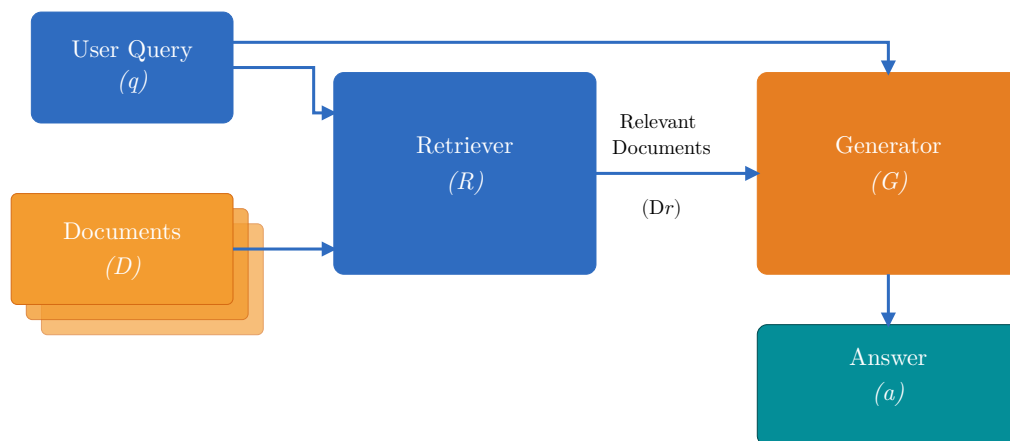 User Query
(q)
Retriever
(R)
Relevant
Documents
(Dr)
Generator
(G)
Documents
(D)
Answer
(a)